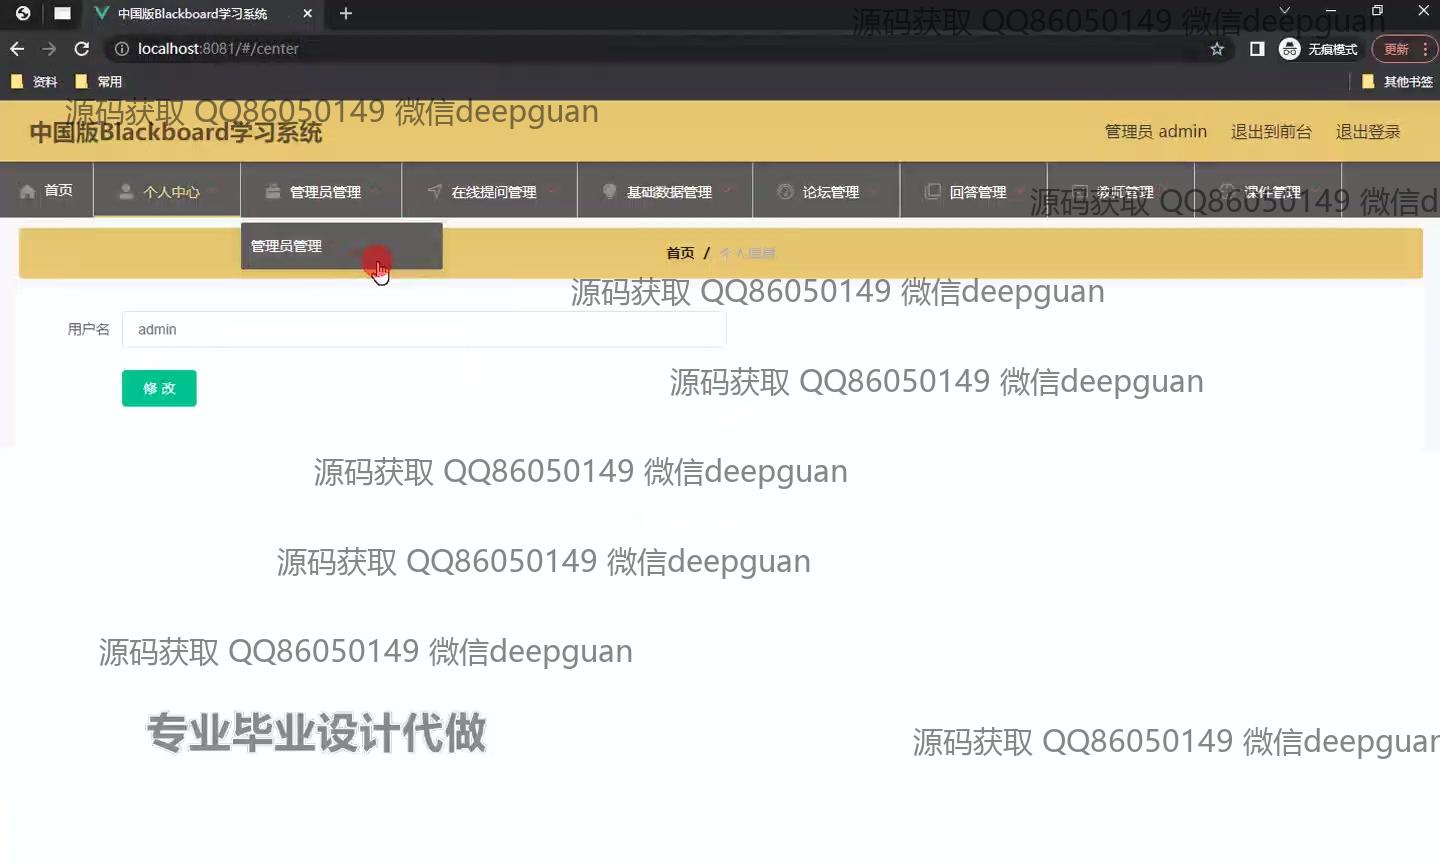 中国版Blackboard学习系统
源码获取 QQ86050149 微信deepguan
localhost:8081/#/center
无痕模式
更新
资料
常用
其他书签
源码获取 QQ86050149 微信deepguan
中国版Blackboard学习系统
管理员 admin
退出到前台
退出登录
首页
个人中心
管理员管理
在线提问管理
基础数据管理
论坛管理
回答管理
教师管理
课件管理
源码获取 QQ86050149 微信d
管理员管理
首页 / 个人信息
源码获取 QQ86050149 微信deepguan
用户名
admin
源码获取 QQ86050149 微信deepguan
修 改
源码获取 QQ86050149 微信deepguan
源码获取 QQ86050149 微信deepguan
源码获取 QQ86050149 微信deepguan
专业毕业设计代做
源码获取 QQ86050149 微信deepguan